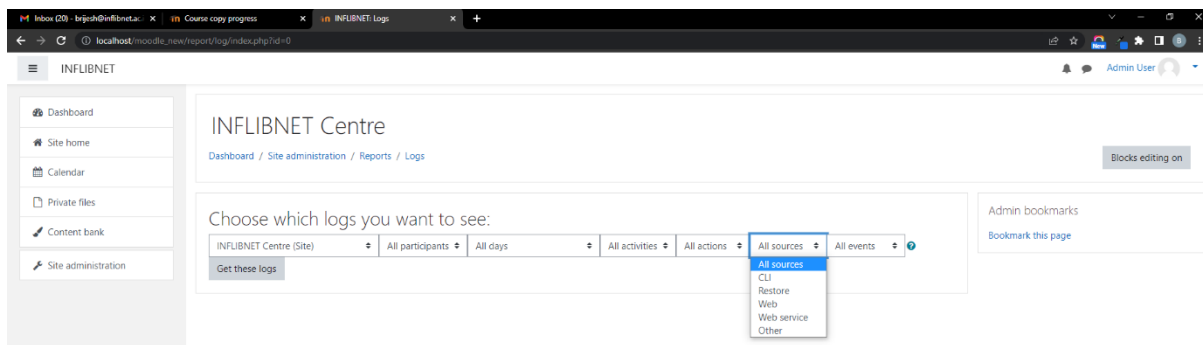 Inbox (20) - brijesh@inflibnet.ac. Course copy progress INFLIBNET: Logs
localhost/moodle_new/report/log/index.php?id=0 New B
INFLIBNET Admin User
Dashboard
Site home
Calendar
Private files
Content bank
Site administration
INFLIBNET Centre
Dashboard / Site administration / Reports / Logs
Blocks editing on
Choose which logs you want to see:
INFLIBNET Centre (Site) All participants All days All activities All actions All sources All events
All sources
CLI
Restore
Web
Web service
Other
Get these logs
Admin bookmarks
Bookmark this page